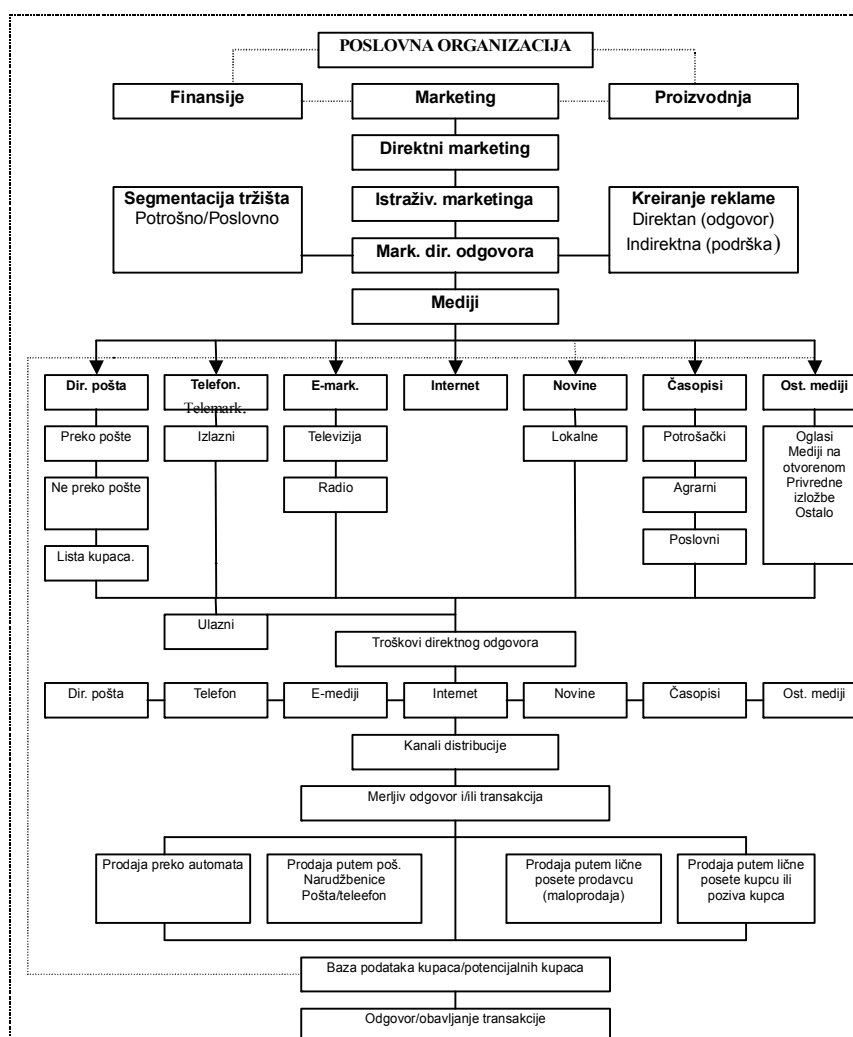 POSLOVNA ORGANIZACIJA
Finansije
Marketing
Proizvodnja
Direktni marketing
Segmentacija tržišta
Potrošno/Poslovno
Istraživ. marketinga
Kreiranje reklame
Direktan (odgovor)
Indirektna (podrška)
Mark. dir. odgovora
Mediji
Dir. pošta
Telefon.
Telemark.
E-mark.
Internet
Novine
Časopisi
Ost. mediji
Preko pošte
Izlazni
Televizija
Lokalne
Potrošački
Oglasi
Mediji na
otvorenom
Privredne
izložbe
Ostalo
Ne preko pošte
Radio
Agrarni
Lista kupaca.
Poslovni
Ulazni
Troškovi direktnog odgovora
Dir. pošta
Telefon
E-mediji
Internet
Novine
Časopisi
Ost. mediji
Kanali distribucije
Merljiv odgovor i/ili transakcija
Prodaja preko automata
Prodaja putem poš.
Narudžbenice
Pošta/teleefon
Prodaja putem lične
posete prodavcu
(maloprodaja)
Prodaja putem lične
posete kupcu ili
poziva kupca
Baza podataka kupaca/potencijalnih kupaca
Odgovor/obavljanje transakcije